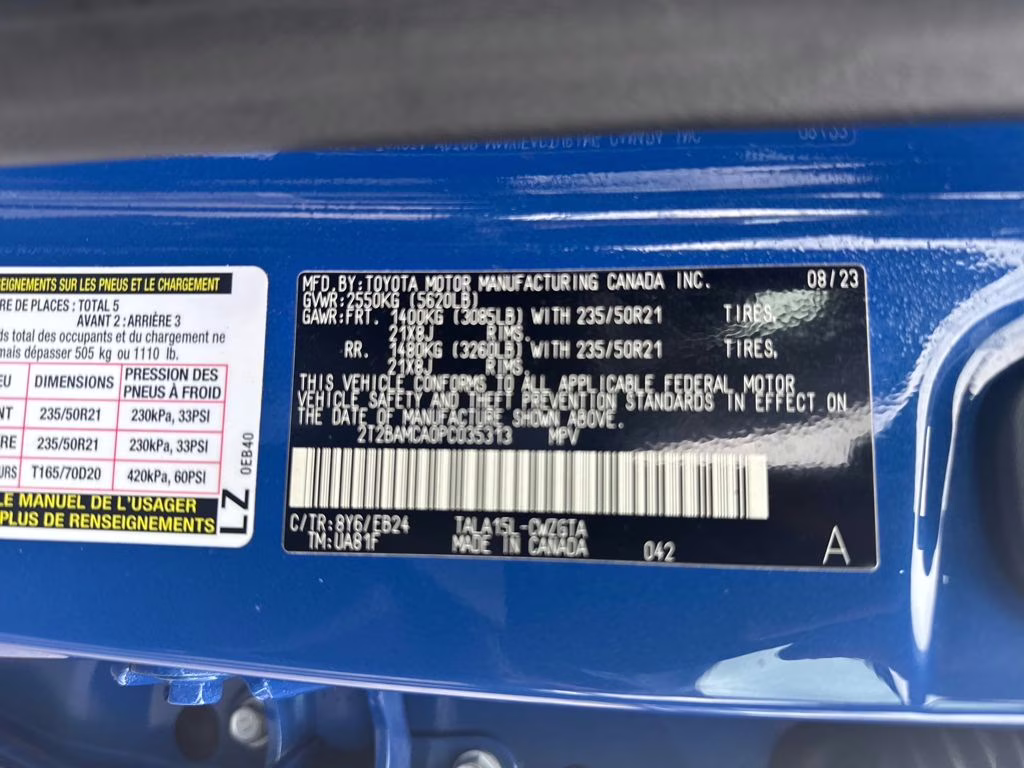 SEIGNEMENTS SUR LES PNEUS ET LE CHARGEMENT
RE DE PLACES : TOTAL 5
AVANT 2 : ARRIÈRE 3
ds total des occupants et du chargement ne
mais dépasser 505 kg ou 1110 lb.
EU DIMENSIONS PRESSION DES PNEUS À FROID
NT 235/50R21 230kPa, 33PSI
RE 235/50R21 230kPa, 33PSI
URS T165/70D20 420kPa, 60PSI
LE MANUEL DE L'USAGER
PLUS DE RENSEIGNEMENTS
LZ 0EB40
MFD.BY:TOYOTA MOTOR MANUFACTURING CANADA INC. 08/23
GVWR:2550KG (5620LB)
GAWR:FRT. 1400KG (3085LB) WITH 235/50R21 TIRES,
21X8J RIMS.
RR. 1480KG (3260LB) WITH 235/50R21 TIRES,
21X8J RIMS.
THIS VEHICLE CONFORMS TO ALL APPLICABLE FEDERAL MOTOR
VEHICLE SAFETY AND THEFT PREVENTION STANDARDS IN EFFECT ON
THE DATE OF MANUFACTURE SHOWN ABOVE.
2T2BAMCA0PC035313 MPV
C/TR:8Y6/EB24 TALA15L-CWZGTA
TM:UA81F MADE IN CANADA 042 A